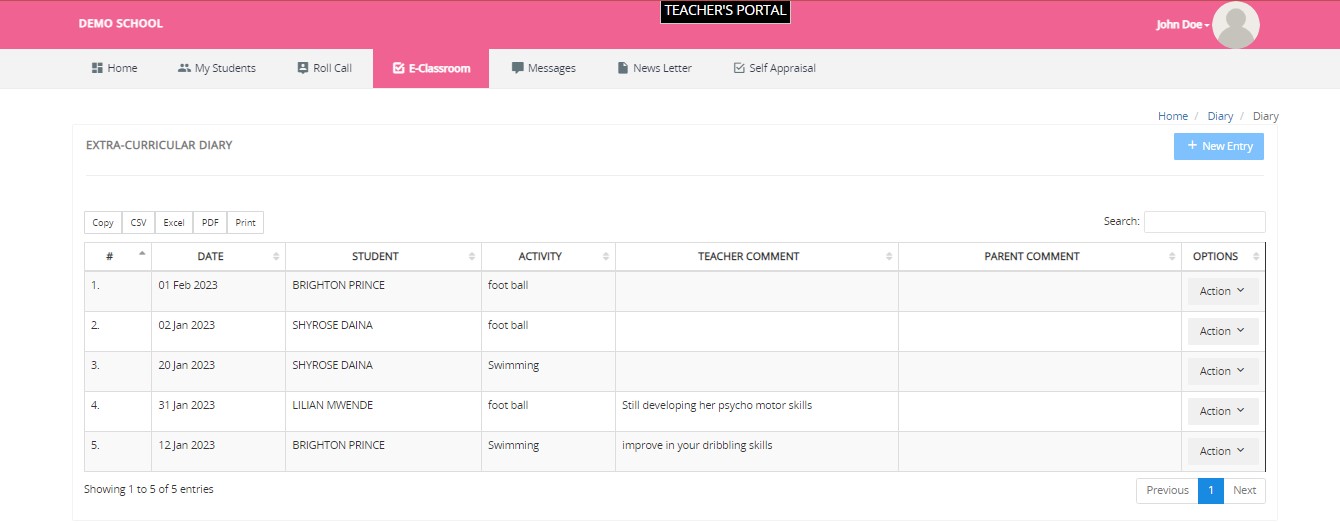 TEACHER'S PORTAL
DEMO SCHOOL John Doe
Home My Students Roll Call E-Classroom Messages News Letter Self Appraisal
Home / Diary / Diary
EXTRA-CURRICULAR DIARY + New Entry
Copy CSV Excel PDF Print Search:
# DATE STUDENT ACTIVITY TEACHER COMMENT PARENT COMMENT OPTIONS
1. 01 Feb 2023 BRIGHTON PRINCE foot ball Action
2. 02 Jan 2023 SHYROSE DAINA foot ball Action
3. 20 Jan 2023 SHYROSE DAINA Swimming Action
4. 31 Jan 2023 LILIAN MWENDE foot ball Still developing her psycho motor skills Action
5. 12 Jan 2023 BRIGHTON PRINCE Swimming improve in your dribbling skills Action
Showing 1 to 5 of 5 entries Previous 1 Next